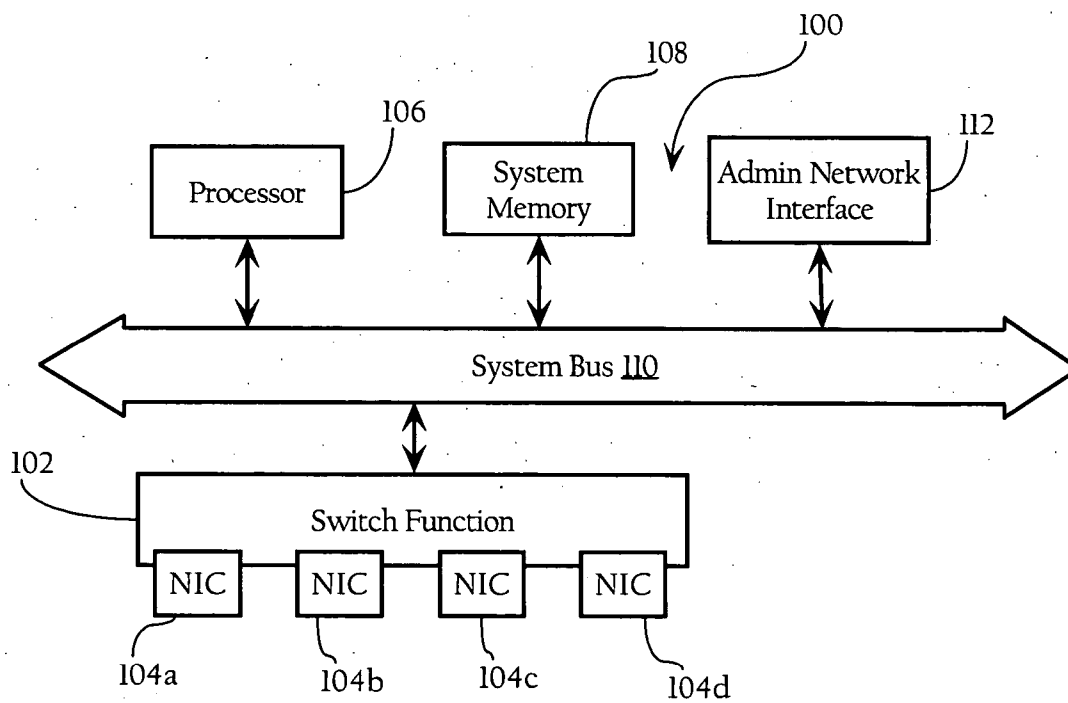 100
108
106
112
Processor
System
Memory
Admin Network
Interface
System Bus 110
102
Switch Function
NIC
NIC
NIC
NIC
104a
104b
104c
104d